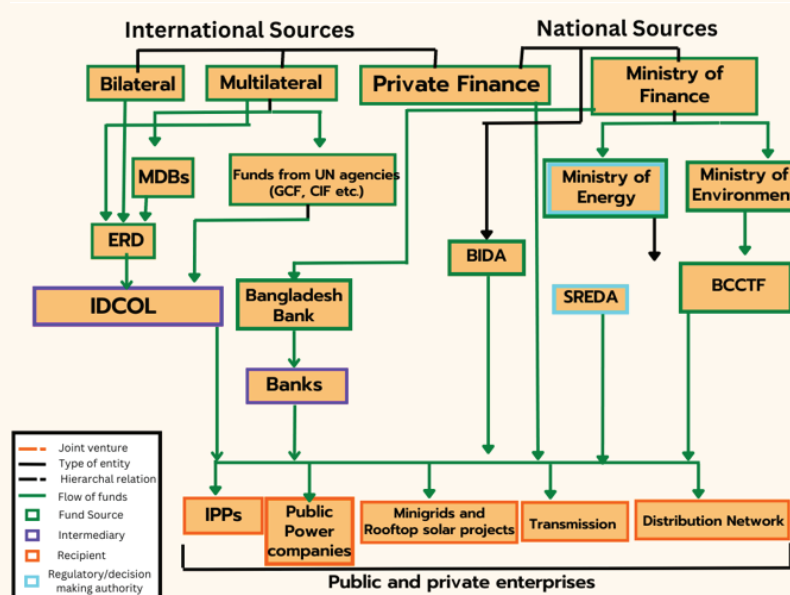 International Sources
National Sources
Bilateral
Multilateral
Private Finance
Ministry of
Finance
MDBs
Funds from UN agencies
(GCF, CIF etc.)
Ministry of
Energy
Ministry of
Environmen
ERD
BIDA
IDCOL
Bangladesh
Bank
SREDA
BCCTF
Banks
Joint venture
Type of entity
Hierarchal relation
Flow of funds
Fund Source
Intermediary
Recipient
Regulatory/decision
making authority
IPPs
Public
Power
companies
Minigrids and
Rooftop solar projects
Transmission
Distribution Network
Public and private enterprises